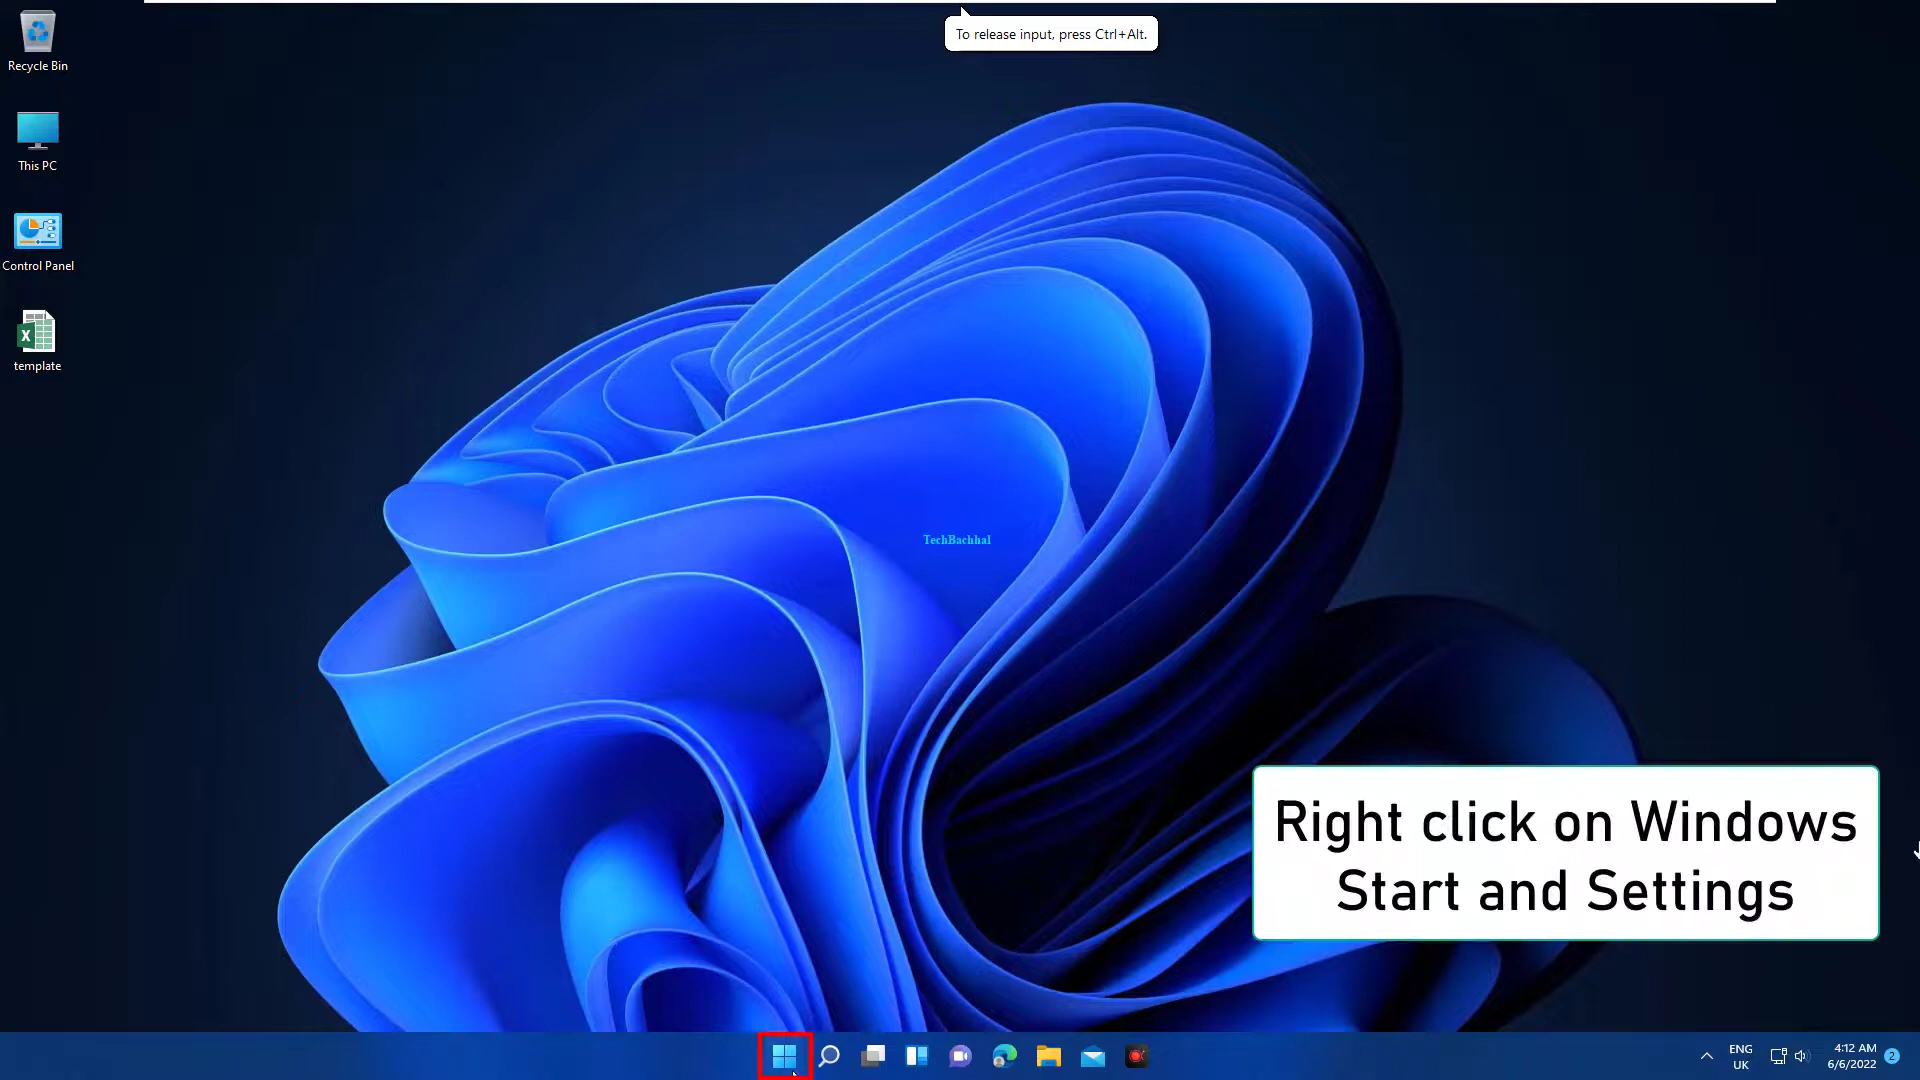 To release input, press Ctrl+Alt.
Recycle Bin
This PC
Control Panel
X
template
TechBachhal
Right click on Windows
Start and Settings
ENG
UK
4:12 AM
6/6/2022
2